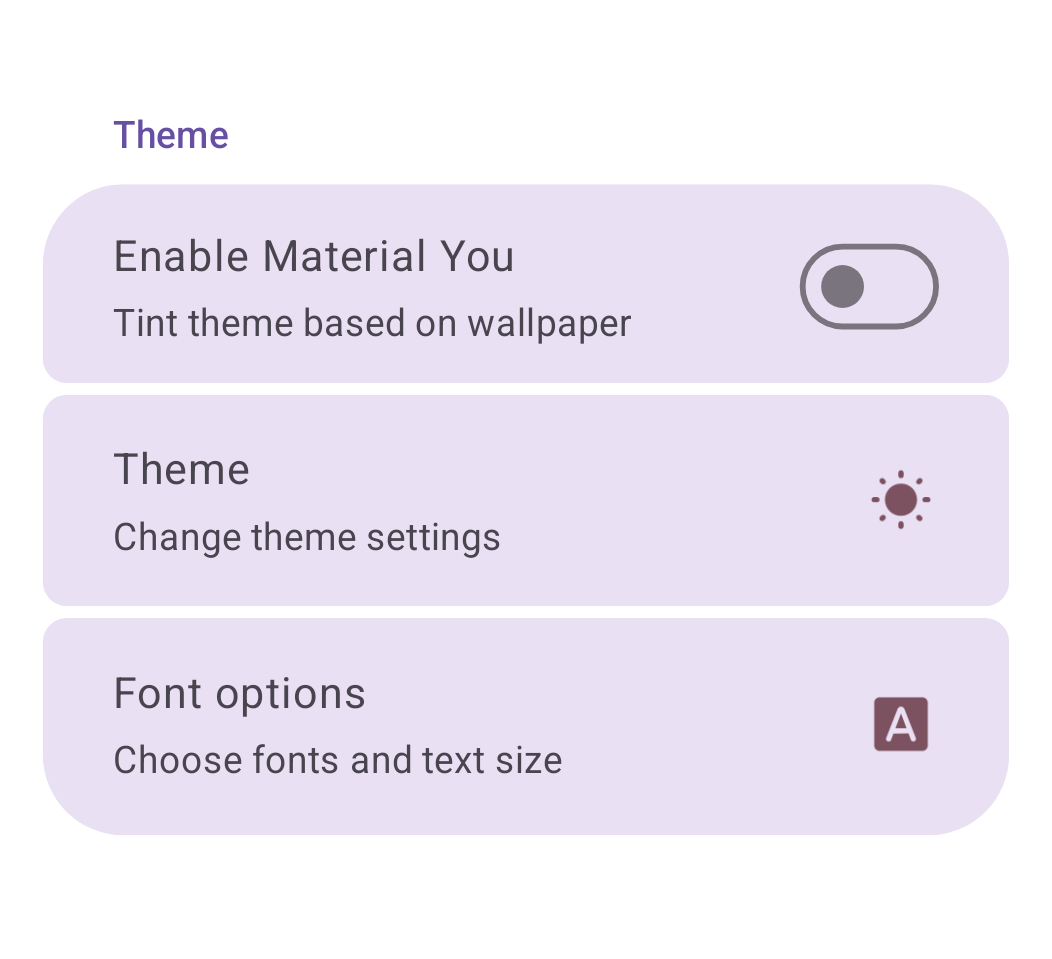 Theme
Enable Material You
Tint theme based on wallpaper
Theme
Change theme settings
Font options
Choose fonts and text size
A